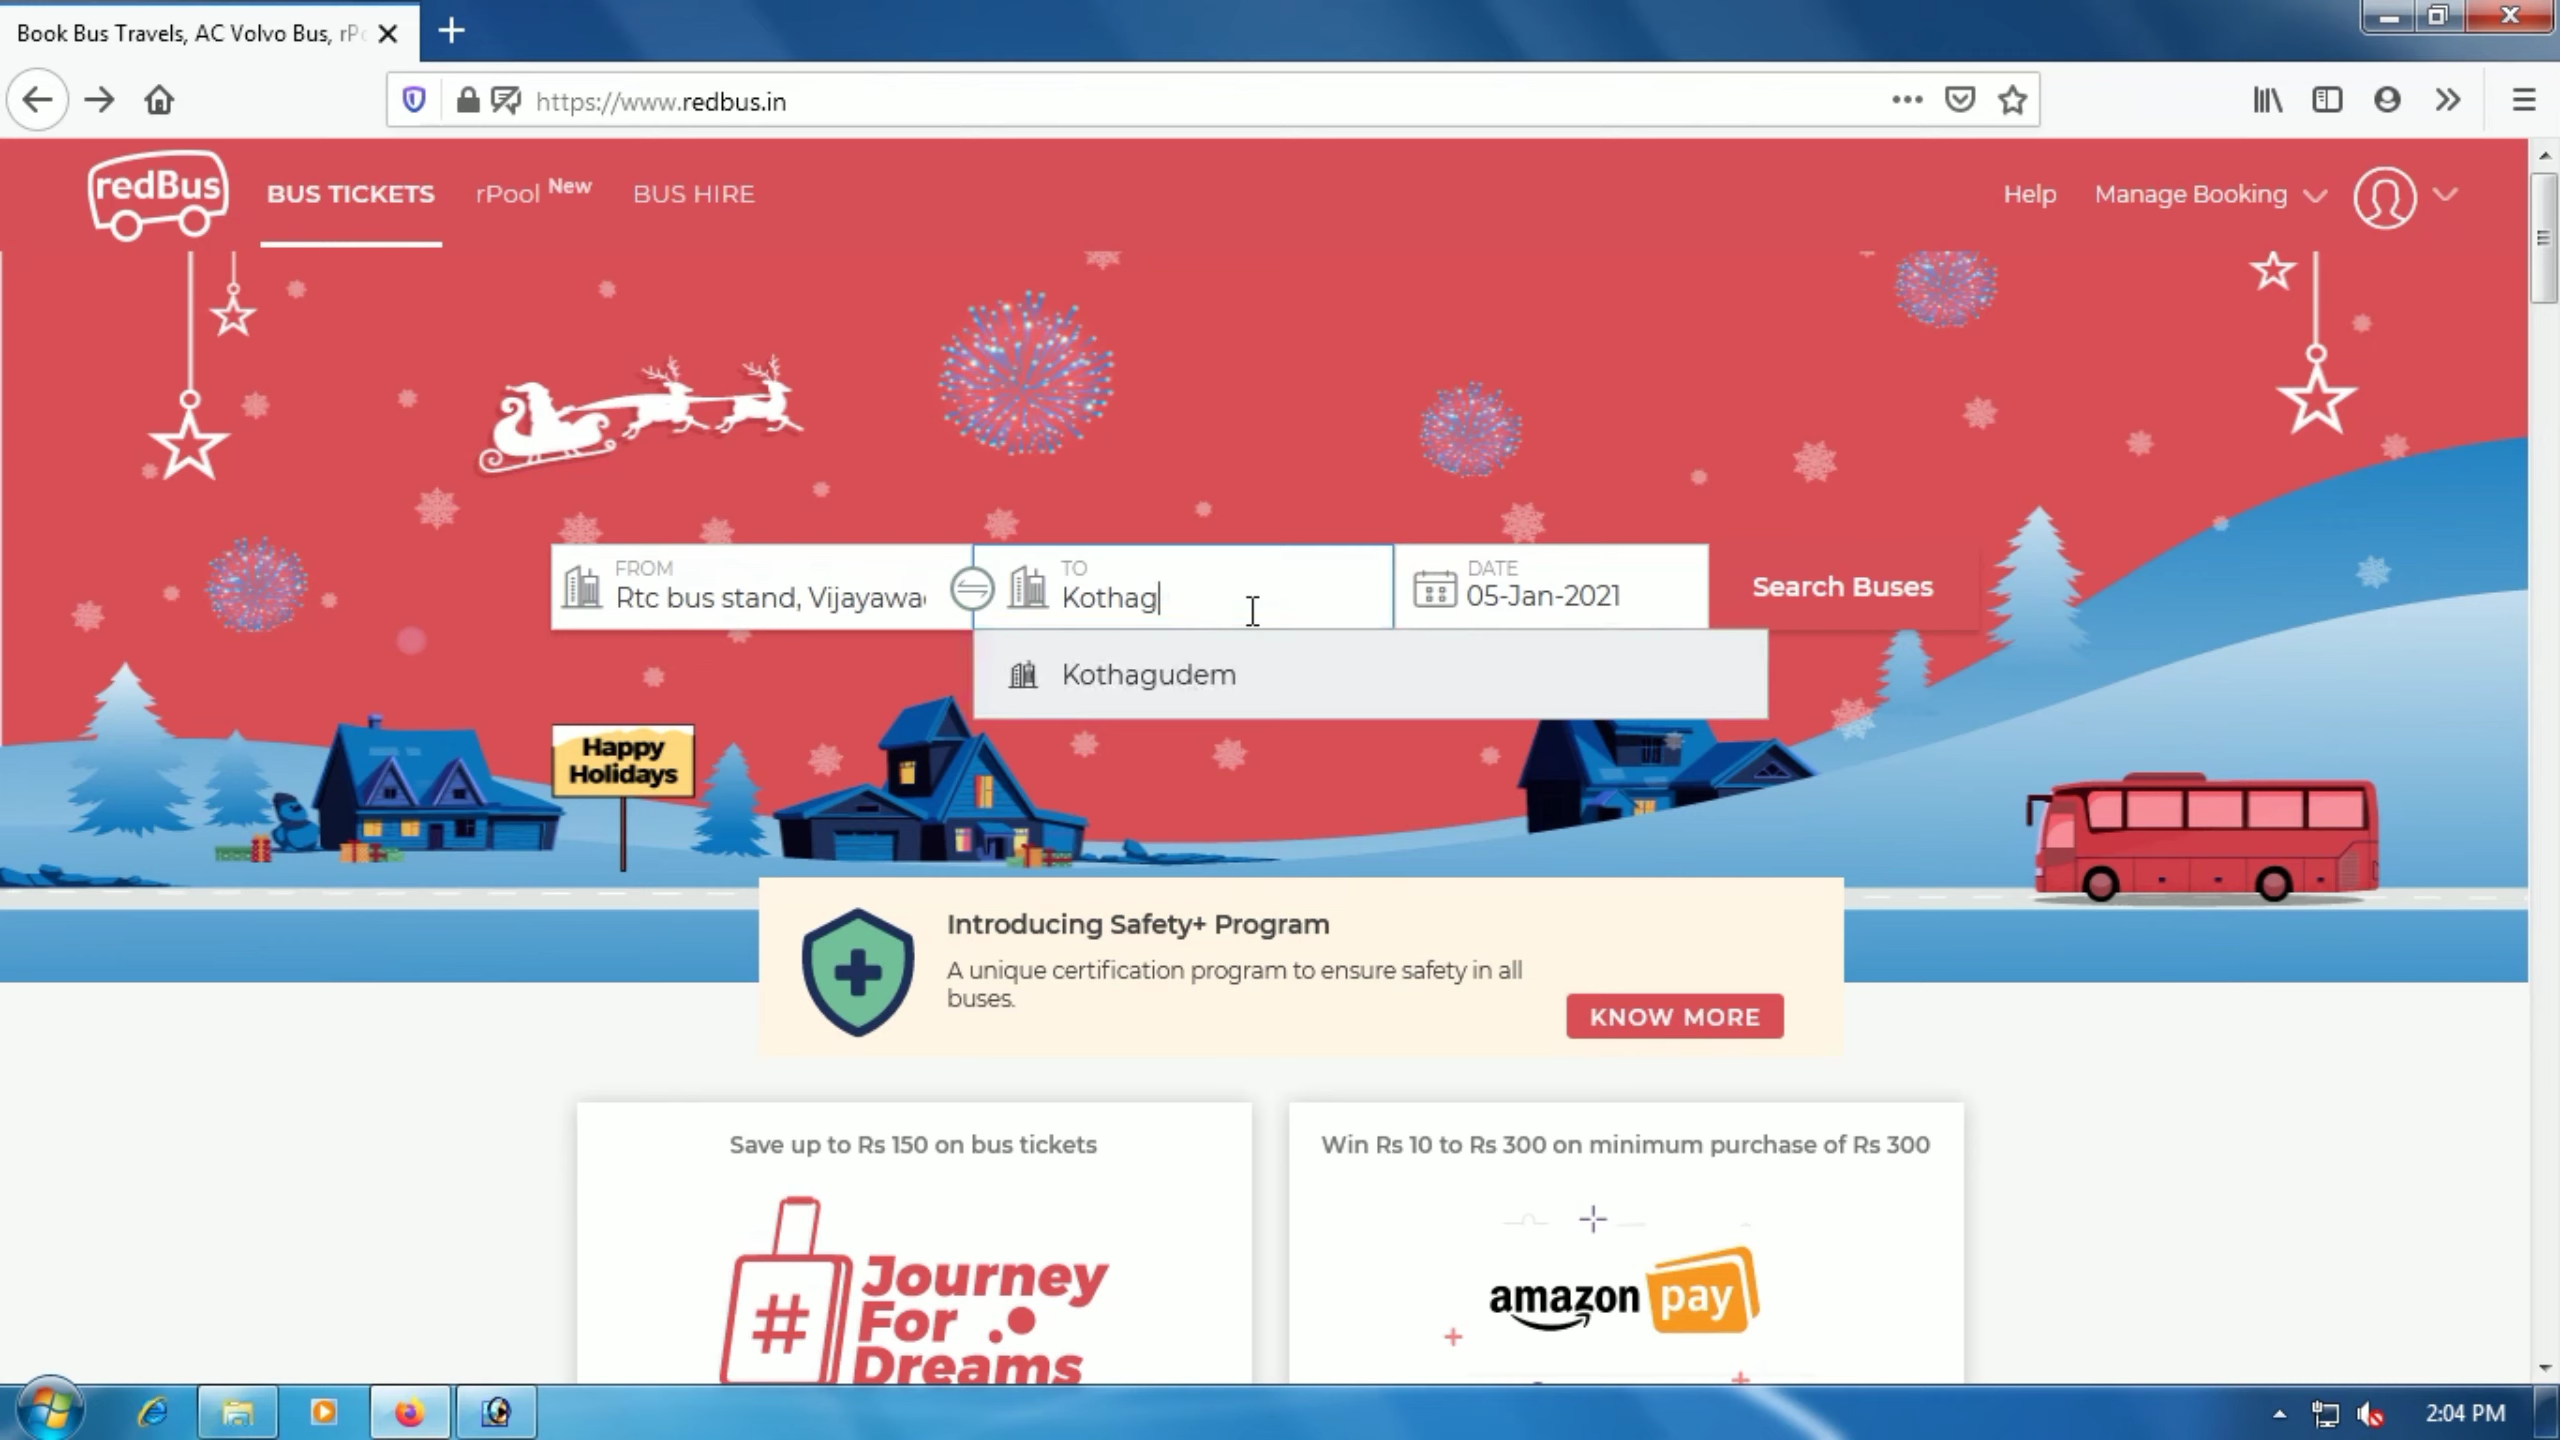 Book Bus Travels, AC Volvo Bus, rPo
https://www.redbus.in
redBus
BUS TICKETS
rPool New
BUS HIRE
Help
Manage Booking
FROM
Rtc bus stand, Vijayawa
TO
Kothag
DATE
05-Jan-2021
Search Buses
Kothagudem
Happy
Holidays
Introducing Safety+ Program
A unique certification program to ensure safety in all
buses.
KNOW MORE
Save up to Rs 150 on bus tickets
Win Rs 10 to Rs 300 on minimum purchase of Rs 300
# Journey
For
Dreams
amazon pay
2:04 PM